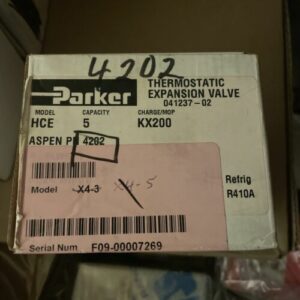 4202
Parker
THERMOSTATIC
EXPANSION VALVE
041237-02
MODEL CAPACITY CHARGE/MOP
HCE 5 KX200
ASPEN P# 4202
Model X4-3 X4-5
Refrig
R410A
Serial Num F09-00007269